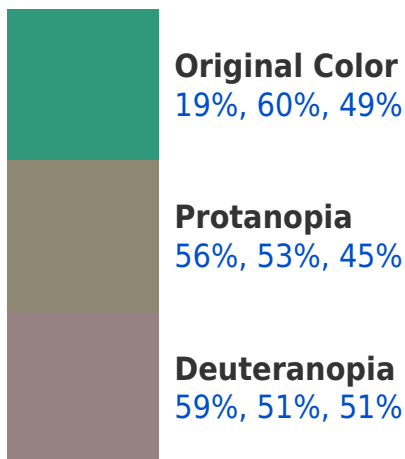 Original Color
19%, 60%, 49%
Protanopia
56%, 53%, 45%
Deuteranopia
59%, 51%, 51%